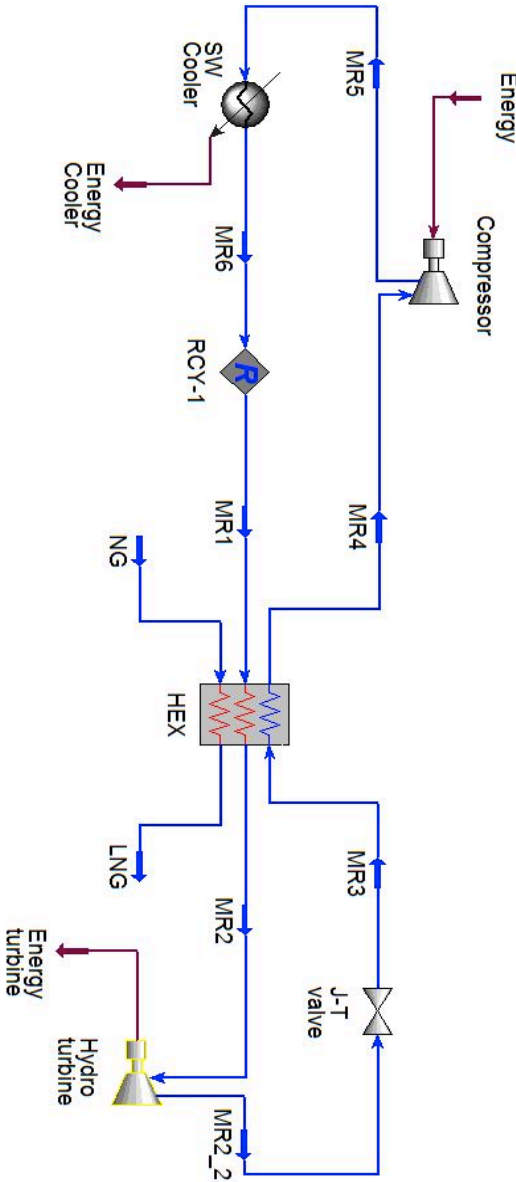 Energy
Compressor
MR5
SW
Cooler
Energy
Cooler
MR6
R
RCY-1
MR1
MR4
NG
HEX
LNG
MR2
MR3
J-T
valve
Energy
turbine
Hydro
turbine
MR2_2